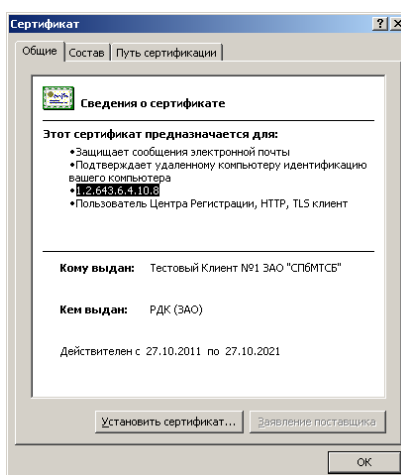 Сертификат
Общие Состав Путь сертификации
Сведения о сертификате
Этот сертификат предназначается для:
•Защищает сообщения электронной почты
•Подтверждает удаленному компьютеру идентификацию
вашего компьютера
•1.2.643.6.4.10.8
•Пользователь Центра Регистрации, HTTP, TLS клиент
Кому выдан: Тестовый Клиент №1 ЗАО "СПбМТСБ"
Кем выдан: РДК (ЗАО)
Действителен с 27.10.2011 по 27.10.2021
Установить сертификат... Заявление поставщика
OK